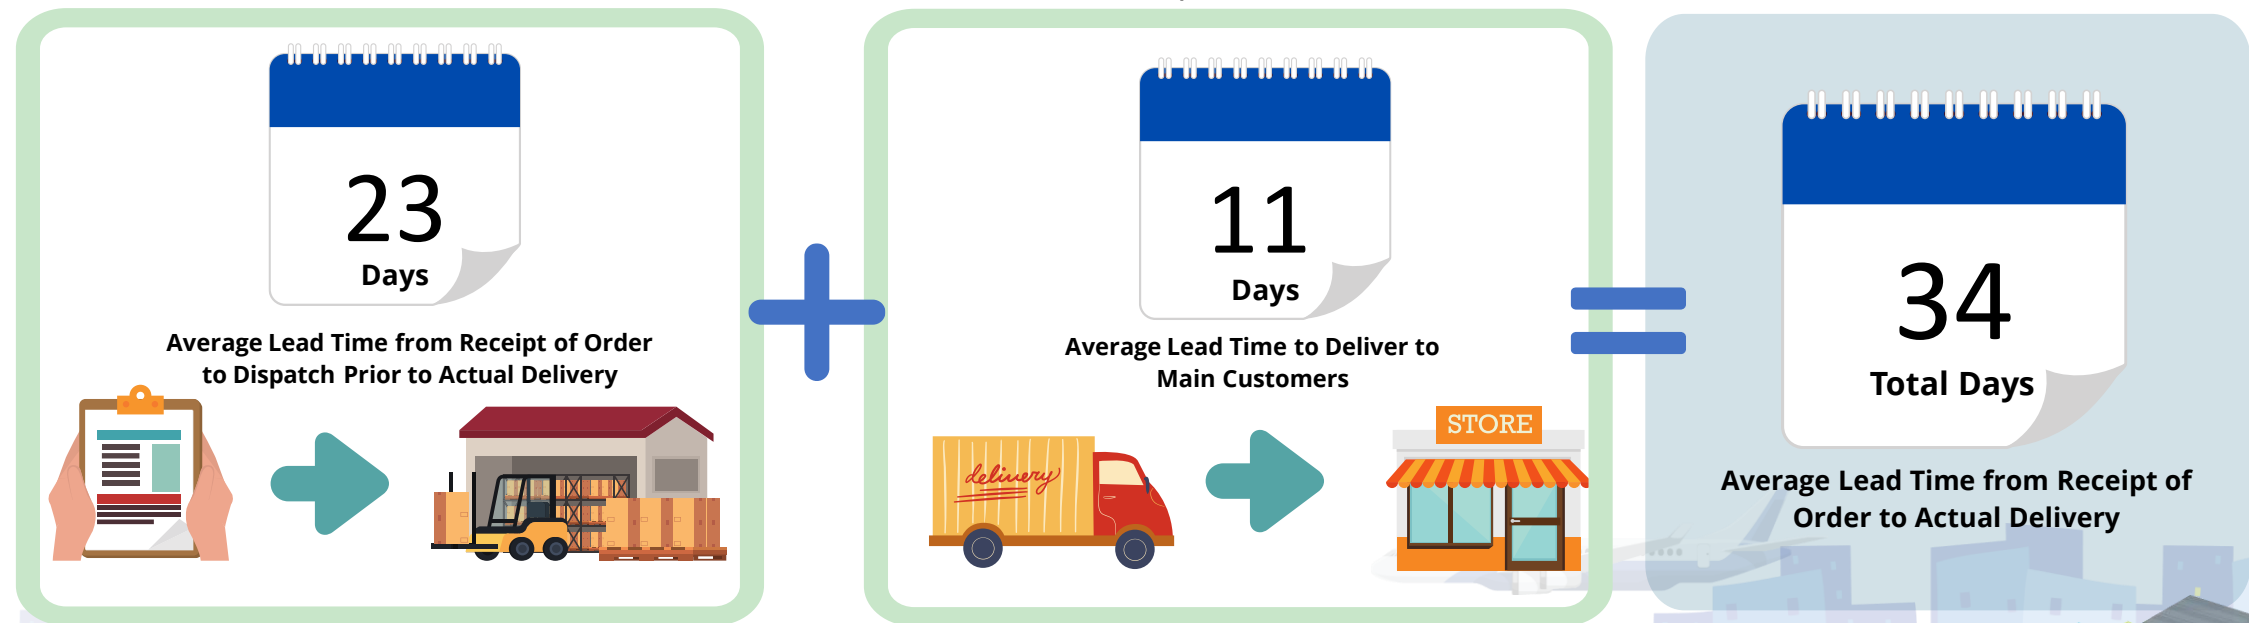 23
Days
Average Lead Time from Receipt of Order
to Dispatch Prior to Actual Delivery
11
Days
Average Lead Time to Deliver to
Main Customers
delivery
STORE
34
Total Days
Average Lead Time from Receipt of
Order to Actual Delivery